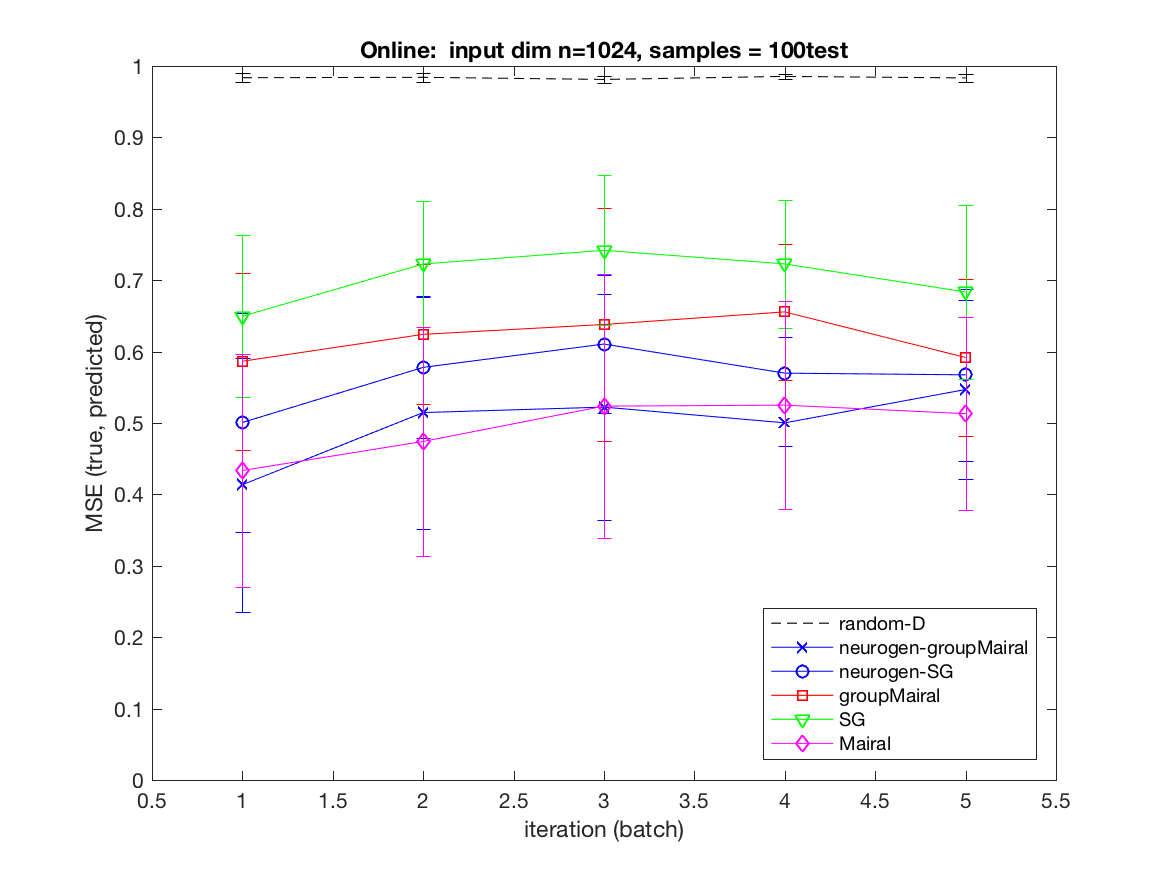 Online:  input dim n=1024, samples = 100test
1
0.9
0.8
0.7
0.6
0.5
0.4
0.3
0.2
0.1
0
MSE (true, predicted)
random-D
neurogen-groupMairal
neurogen-SG
groupMairal
SG
Mairal
0.5 1 1.5 2 2.5 3 3.5 4 4.5 5 5.5
iteration (batch)